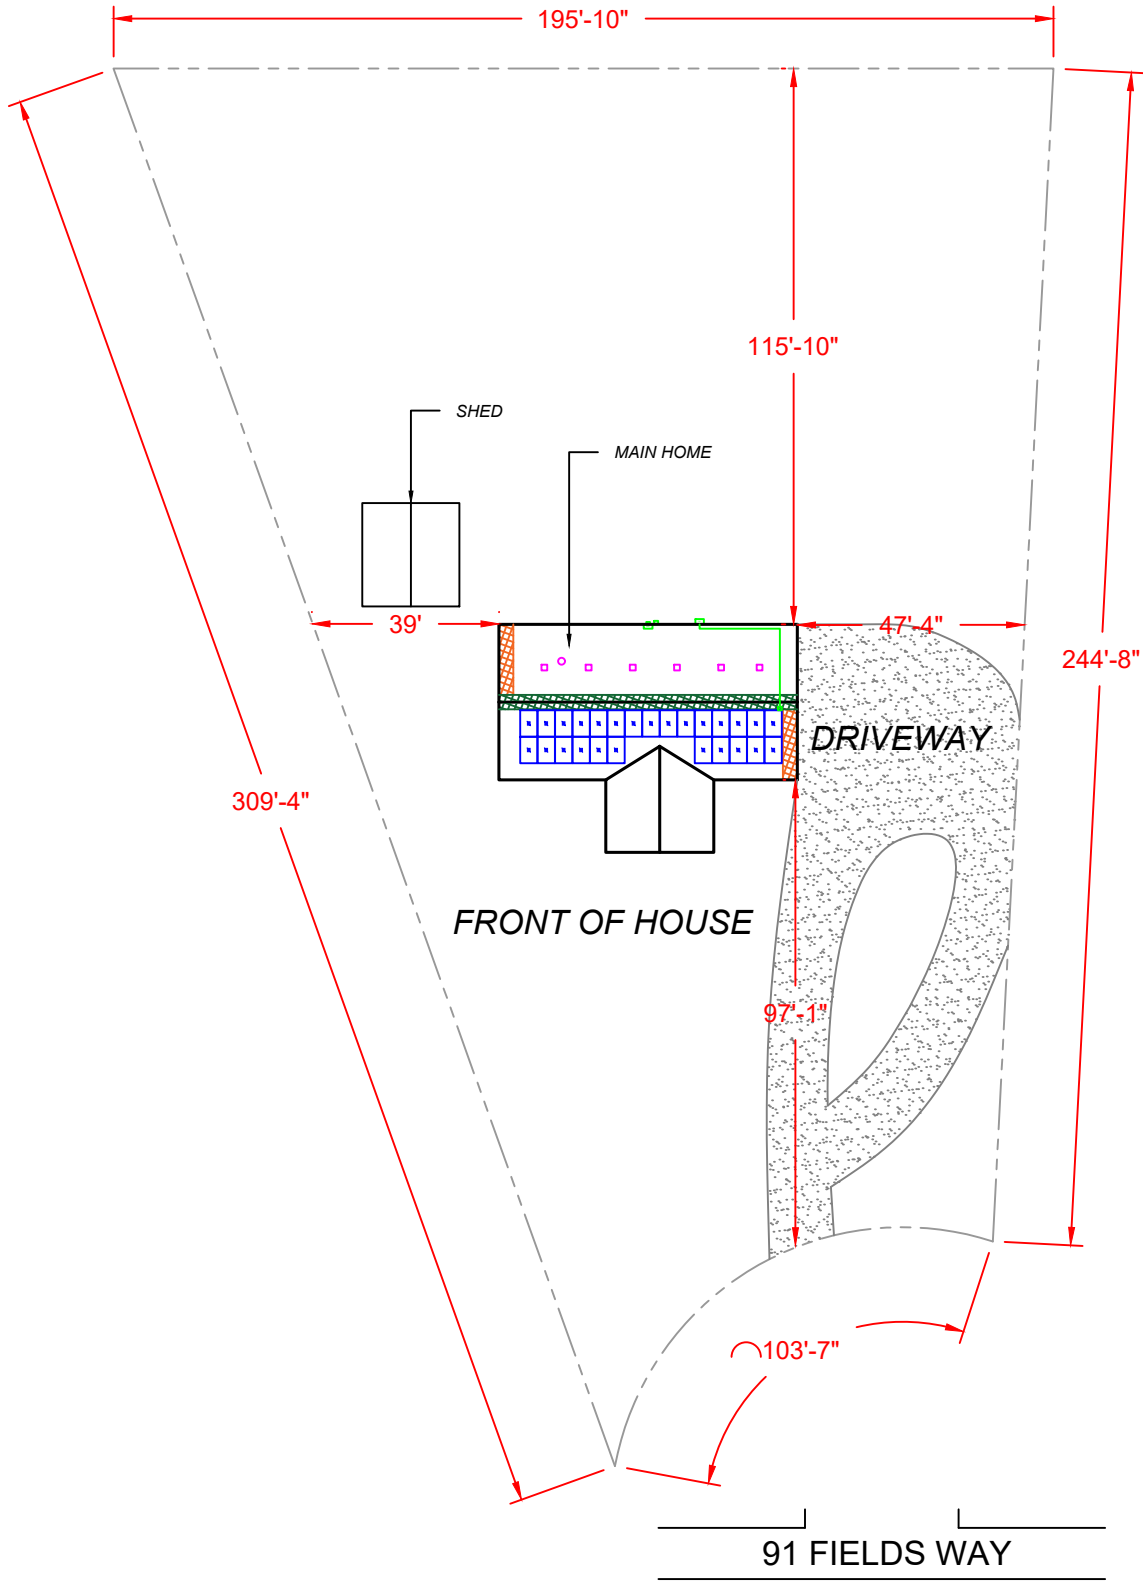 195'-10"
115'-10"
SHED
MAIN HOME
39'
47'-4"
244'-8"
DRIVEWAY
309'-4"
FRONT OF HOUSE
97'-1"
103'-7"
91 FIELDS WAY